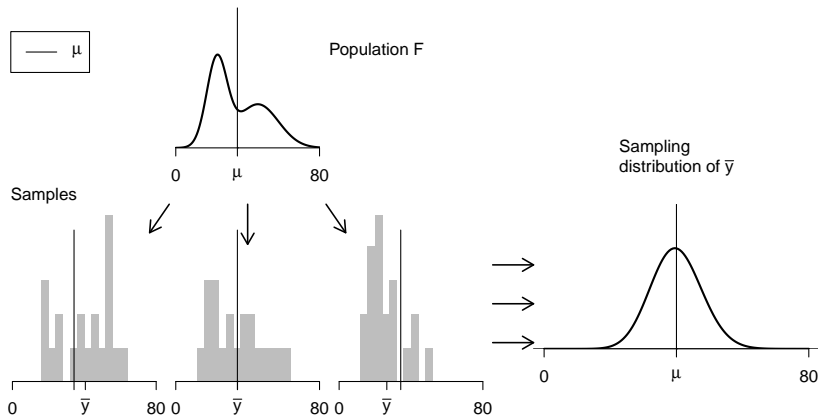 μ
Population F
0 μ 80
Samples
Sampling
distribution of y̅
0 y̅ 80
0 y̅ 80
0 y̅ 80
0 μ 80